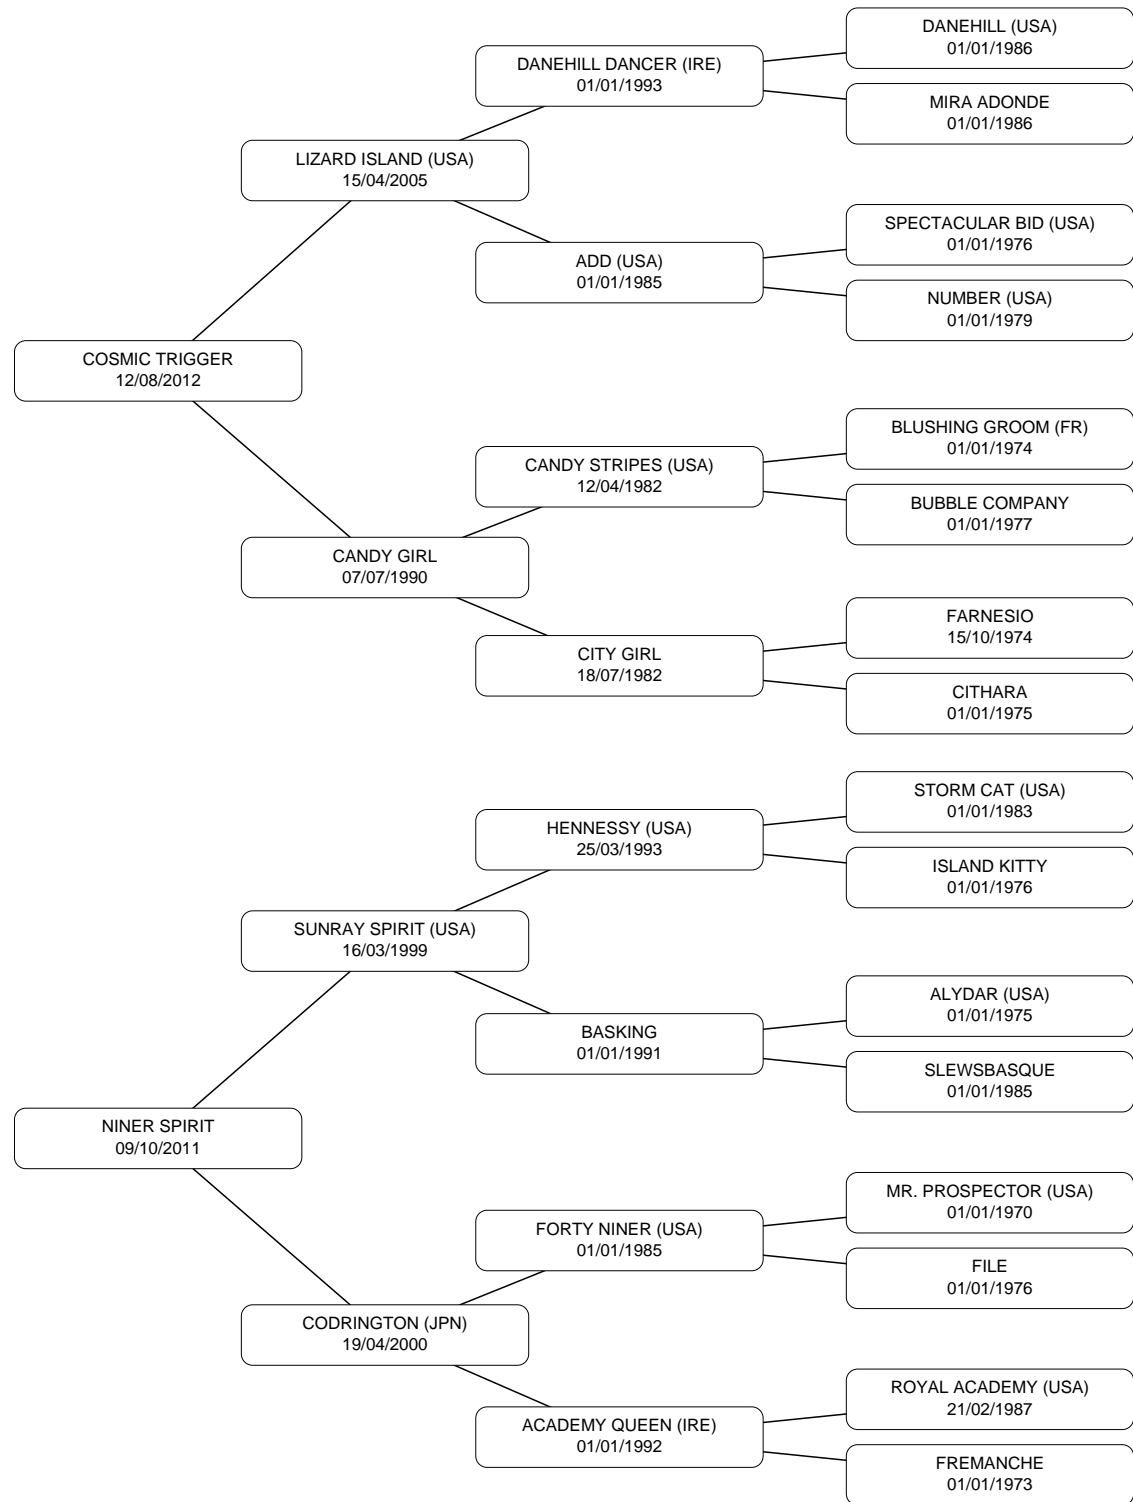 DANEHILL (USA)
01/01/1986
DANEHILL DANCER (IRE)
01/01/1993
MIRA ADONDE
01/01/1986
LIZARD ISLAND (USA)
15/04/2005
SPECTACULAR BID (USA)
01/01/1976
ADD (USA)
01/01/1985
NUMBER (USA)
01/01/1979
COSMIC TRIGGER
12/08/2012
BLUSHING GROOM (FR)
01/01/1974
CANDY STRIPES (USA)
12/04/1982
BUBBLE COMPANY
01/01/1977
CANDY GIRL
07/07/1990
FARNESIO
15/10/1974
CITY GIRL
18/07/1982
CITHARA
01/01/1975
STORM CAT (USA)
01/01/1983
HENNESSY (USA)
25/03/1993
ISLAND KITTY
01/01/1976
SUNRAY SPIRIT (USA)
16/03/1999
ALYDAR (USA)
01/01/1975
BASKING
01/01/1991
SLEWSBASQUE
01/01/1985
NINER SPIRIT
09/10/2011
MR. PROSPECTOR (USA)
01/01/1970
FORTY NINER (USA)
01/01/1985
FILE
01/01/1976
CODRINGTON (JPN)
19/04/2000
ROYAL ACADEMY (USA)
21/02/1987
ACADEMY QUEEN (IRE)
01/01/1992
FREMANCHE
01/01/1973